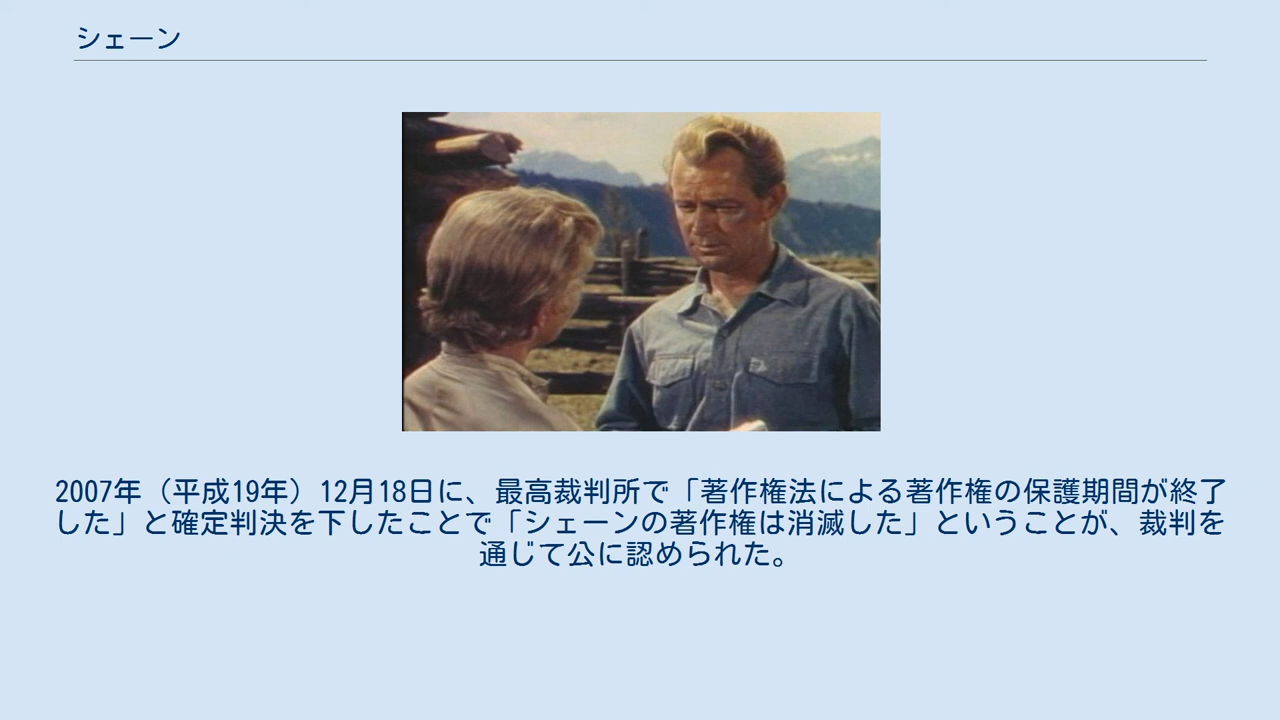 シェーン
2007年（平成19年）12月18日に、最高裁判所で「著作権法による著作権の保護期間が終了
した」と確定判決を下したことで「シェーンの著作権は消滅した」ということが、裁判を
通じて公に認められた。